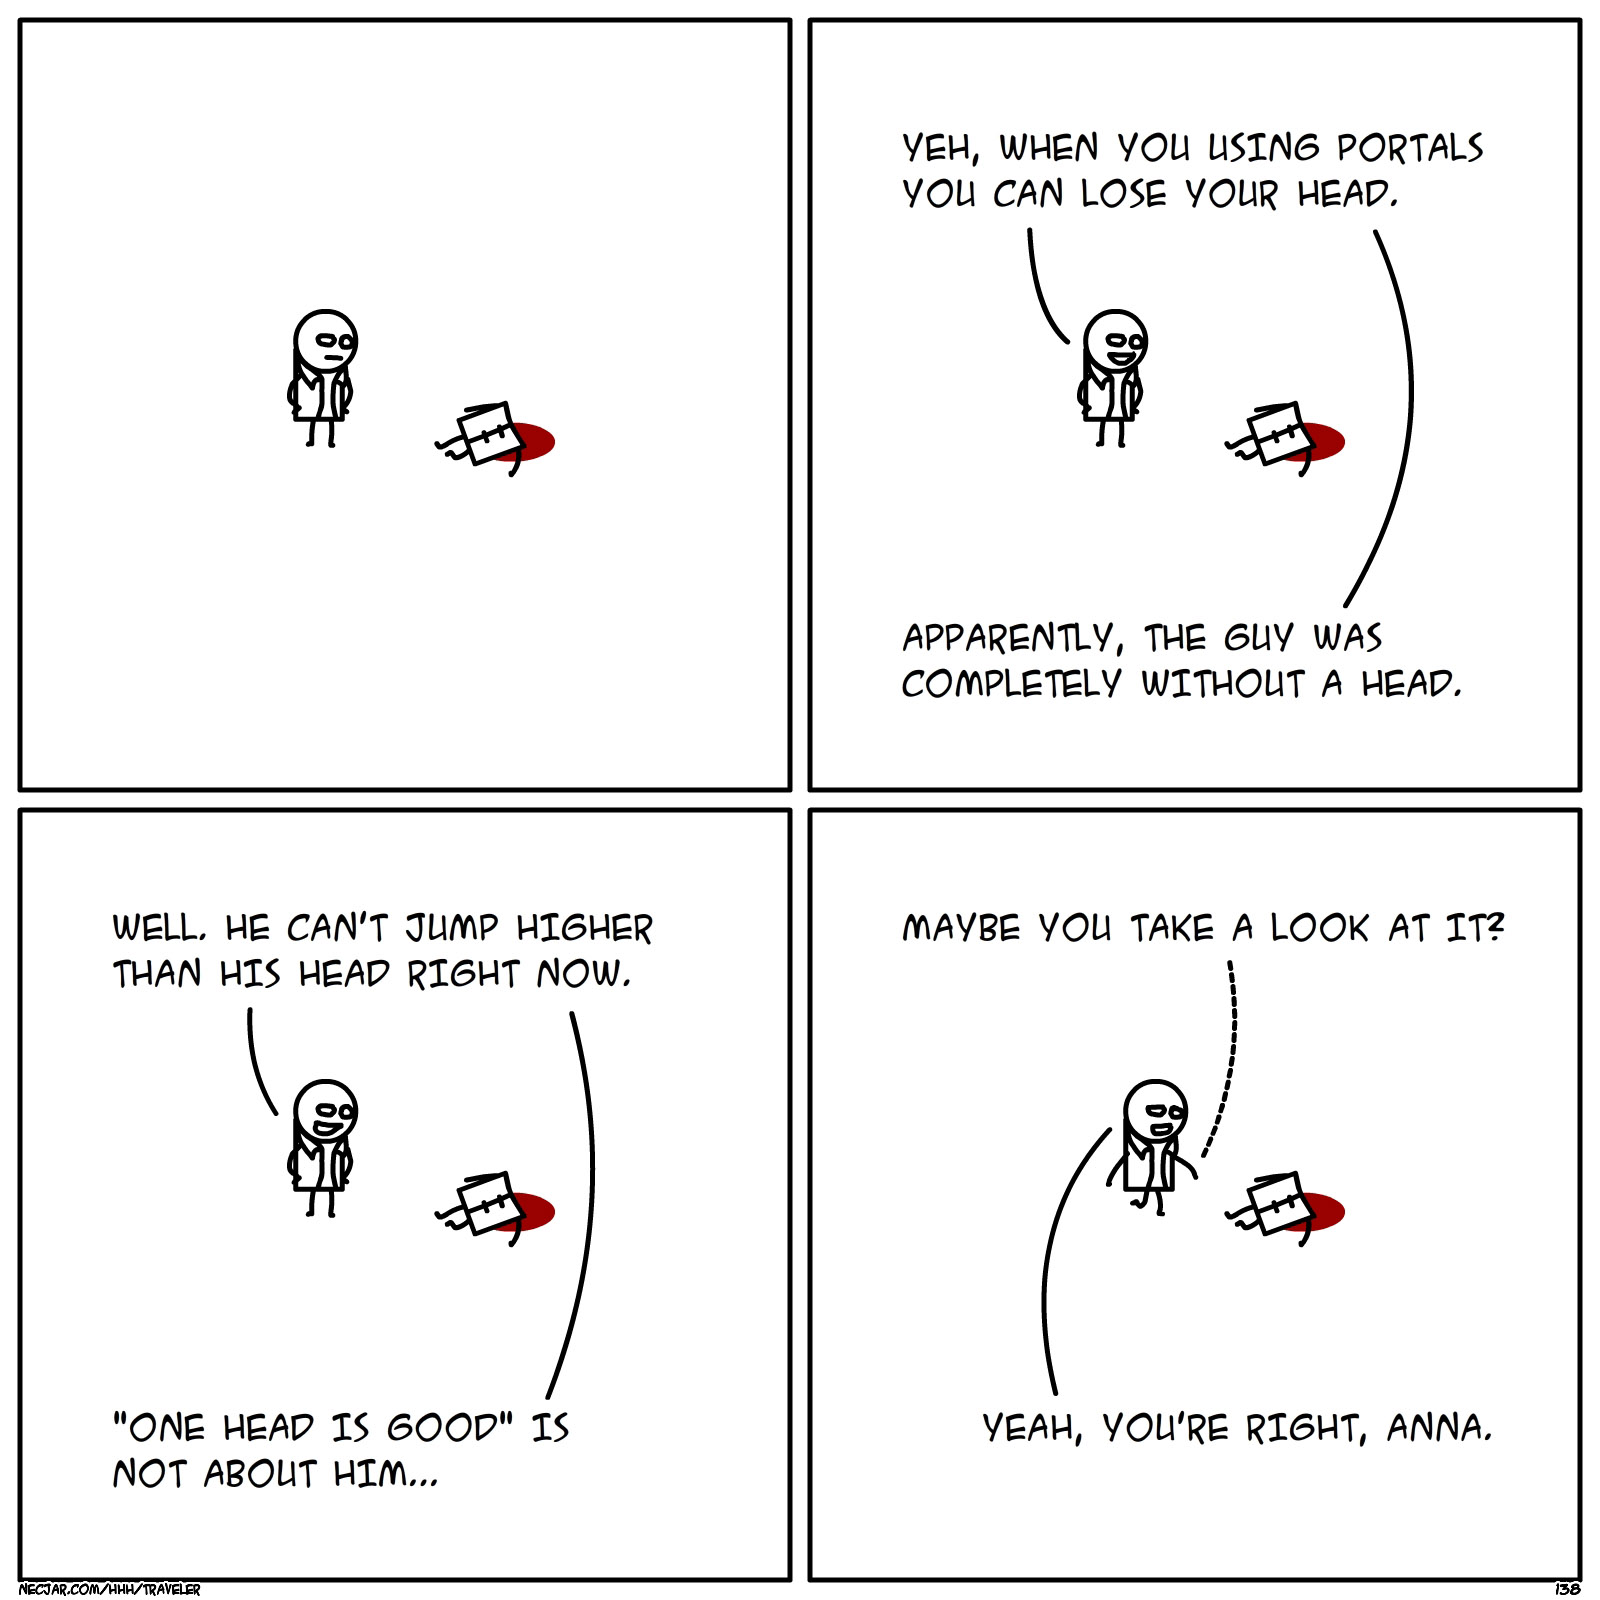 YEH, WHEN YOU USING PORTALS
YOU CAN LOSE YOUR HEAD.
APPARENTLY, THE GUY WAS
COMPLETELY WITHOUT A HEAD.
WELL. HE CAN'T JUMP HIGHER
THAN HIS HEAD RIGHT NOW.
"ONE HEAD IS GOOD" IS
NOT ABOUT HIM...
MAYBE YOU TAKE A LOOK AT IT?
YEAH, YOU'RE RIGHT, ANNA.
NECJAR.COM/HHH/TRAVELER
138